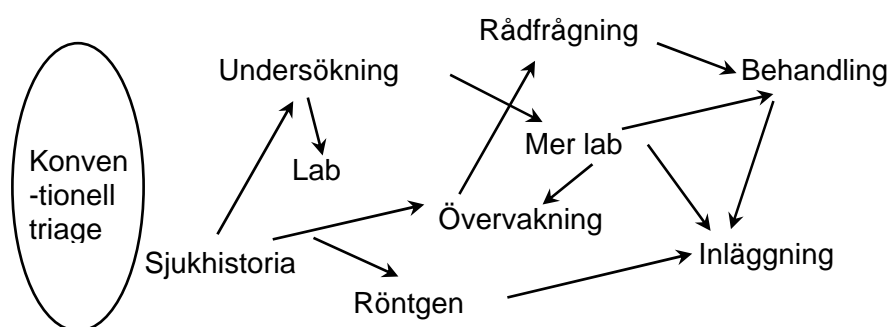 Rådfrågning
Undersökning
Behandling
Mer lab
Konven
-tionell
triage
Lab
Övervakning
Sjukhistoria
Inläggning
Röntgen